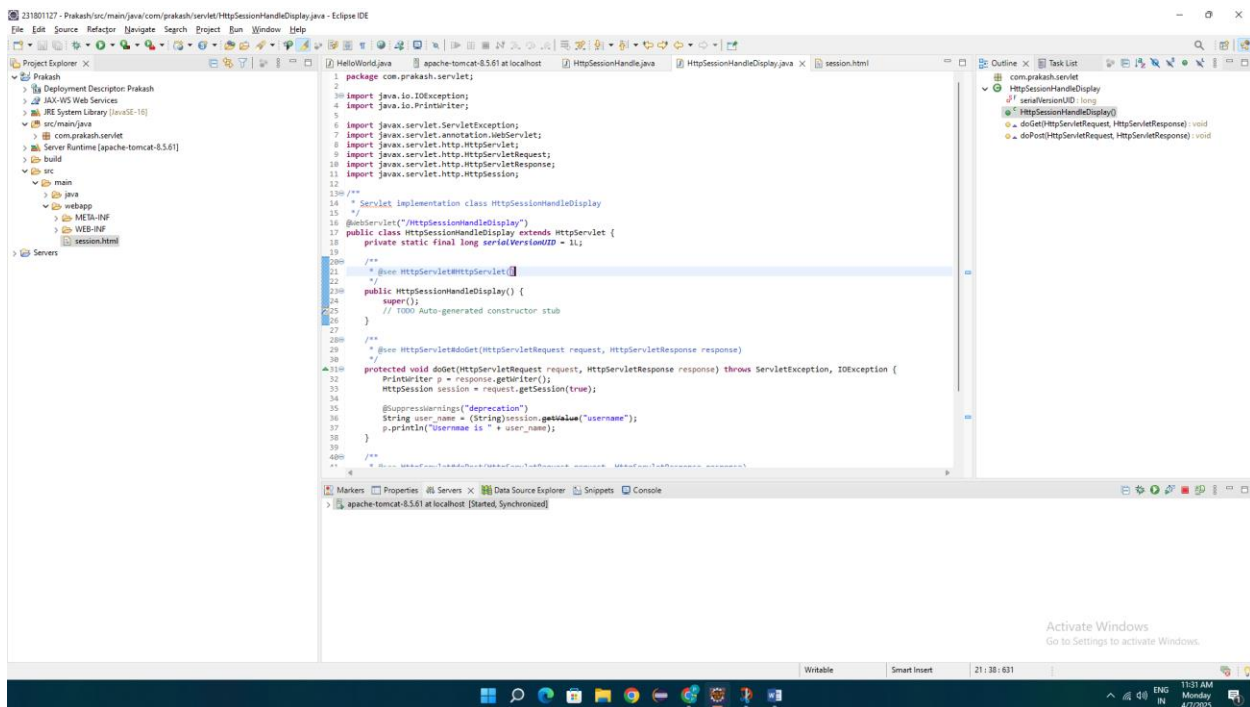 231801127 - Prakash/src/main/java/com/prakash/servlet/HttpSessionHandleDisplay.java - Eclipse IDE
File Edit Source Refactor Navigate Search Project Run Window Help
Project Explorer
Prakash
Deployment Descriptor: Prakash
JAX-WS Web Services
JRE System Library [JavaSE-16]
src/main/java
com.prakash.servlet
Server Runtime [apache-tomcat-8.5.61]
build
src
main
java
webapp
META-INF
WEB-INF
session.html
Servers
HelloWorld.java apache-tomcat-8.5.61 at localhost HttpSessionHandle.java HttpSessionHandleDisplay.java session.html
1 package com.prakash.servlet;
2
3 import java.io.IOException;
4 import java.io.PrintWriter;
5
6 import javax.servlet.ServletException;
7 import javax.servlet.annotation.WebServlet;
8 import javax.servlet.http.HttpServlet;
9 import javax.servlet.http.HttpServletRequest;
10 import javax.servlet.http.HttpServletResponse;
11 import javax.servlet.http.HttpSession;
12
13 /**
14 * Servlet implementation class HttpSessionHandleDisplay
15 */
16 @WebServlet("/HttpSessionHandleDisplay")
17 public class HttpSessionHandleDisplay extends HttpServlet {
18 private static final long serialVersionUID = 1L;
19
20 /**
21 * @see HttpServlet#HttpServlet()
22 */
23 public HttpSessionHandleDisplay() {
24 super();
25 // TODO Auto-generated constructor stub
26 }
27
28 /**
29 * @see HttpServlet#doGet(HttpServletRequest request, HttpServletResponse response)
30 */
31 protected void doGet(HttpServletRequest request, HttpServletResponse response) throws ServletException, IOException {
32 PrintWriter p = response.getWriter();
33 HttpSession session = request.getSession(true);
34
35 @SuppressWarnings("deprecation")
36 String user_name = (String)session.getValue("username");
37 p.println("Usernmae is " + user_name);
38 }
39
40 /**
41 * @see HttpServlet#doPost(HttpServletRequest request, HttpServletResponse response)
Outline Task List
com.prakash.servlet
HttpSessionHandleDisplay
serialVersionUID : long
HttpSessionHandleDisplay()
doGet(HttpServletRequest, HttpServletResponse) : void
doPost(HttpServletRequest, HttpServletResponse) : void
Markers Properties Servers Data Source Explorer Snippets Console
apache-tomcat-8.5.61 at localhost [Started, Synchronized]
Activate Windows
Go to Settings to activate Windows.
Writable Smart Insert 21 : 38 : 631
ENG
IN
11:31 AM
Monday
4/7/2025